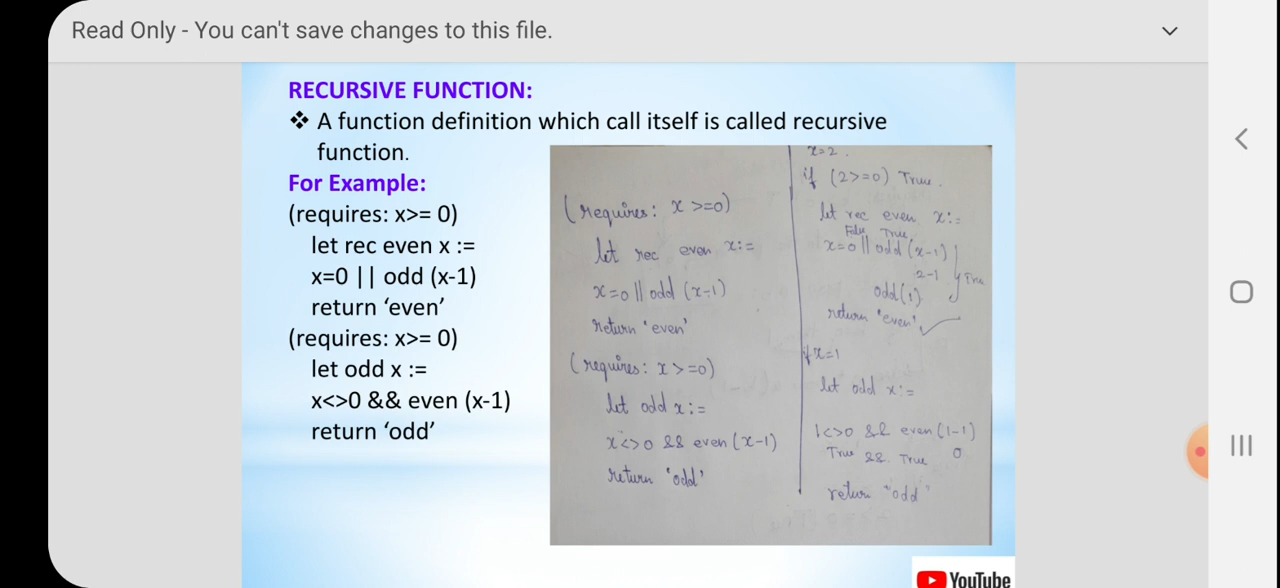 Read Only - You can't save changes to this file.
RECURSIVE FUNCTION:
❖ A function definition which call itself is called recursive
function.
For Example:
(requires: x>= 0)
let rec even x :=
x=0 || odd (x-1)
return ‘even’
(requires: x>= 0)
let odd x :=
x<>0 && even (x-1)
return ‘odd’
(requires: x >=0)
let rec even x:=
x=0 || odd (x-1)
return 'even'
(requires: x>=0)
let odd x:=
x<>0 && even (x-1)
return 'odd'
x=2.
if (2>=0) True.
let rec even x:=
True
x=0 || odd (x-1)
2-1
odd(1)
return "even"
if x=1
let odd x:=
1<>0 && even (1-1)
True && True 0
return "odd"
YouTube